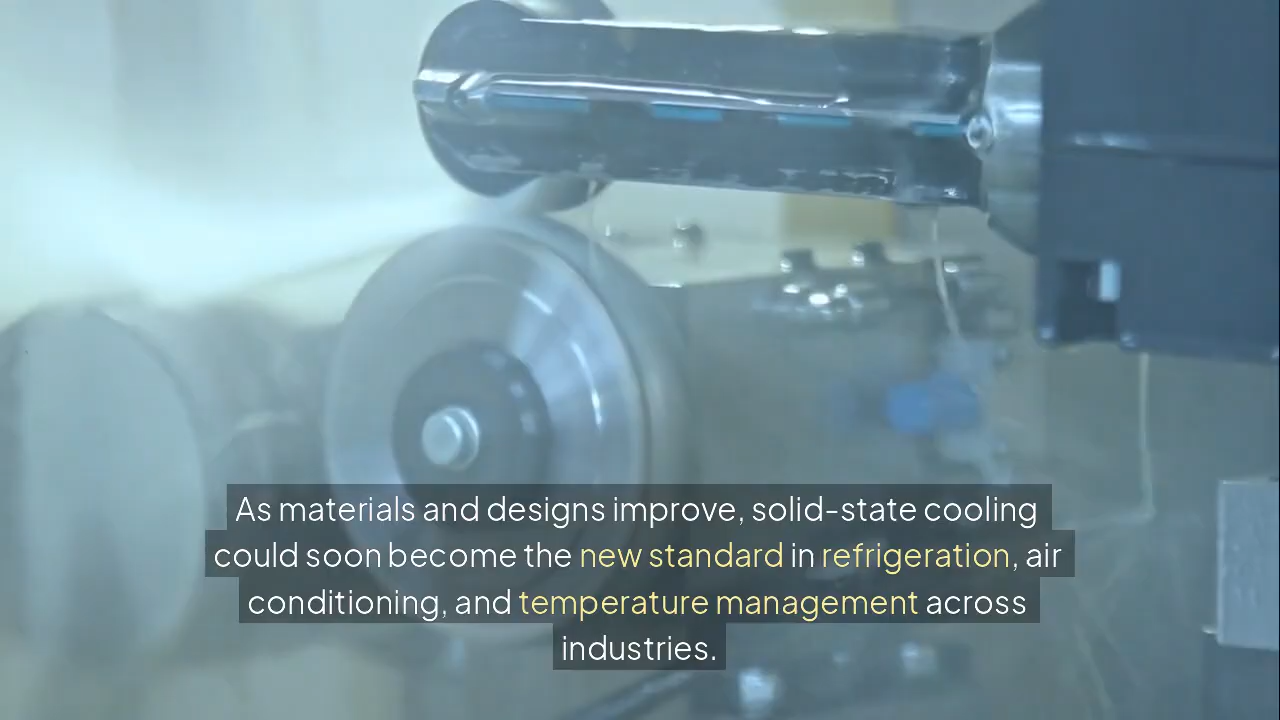 As materials and designs improve, solid-state cooling
could soon become the new standard in refrigeration, air
conditioning, and temperature management across
industries.